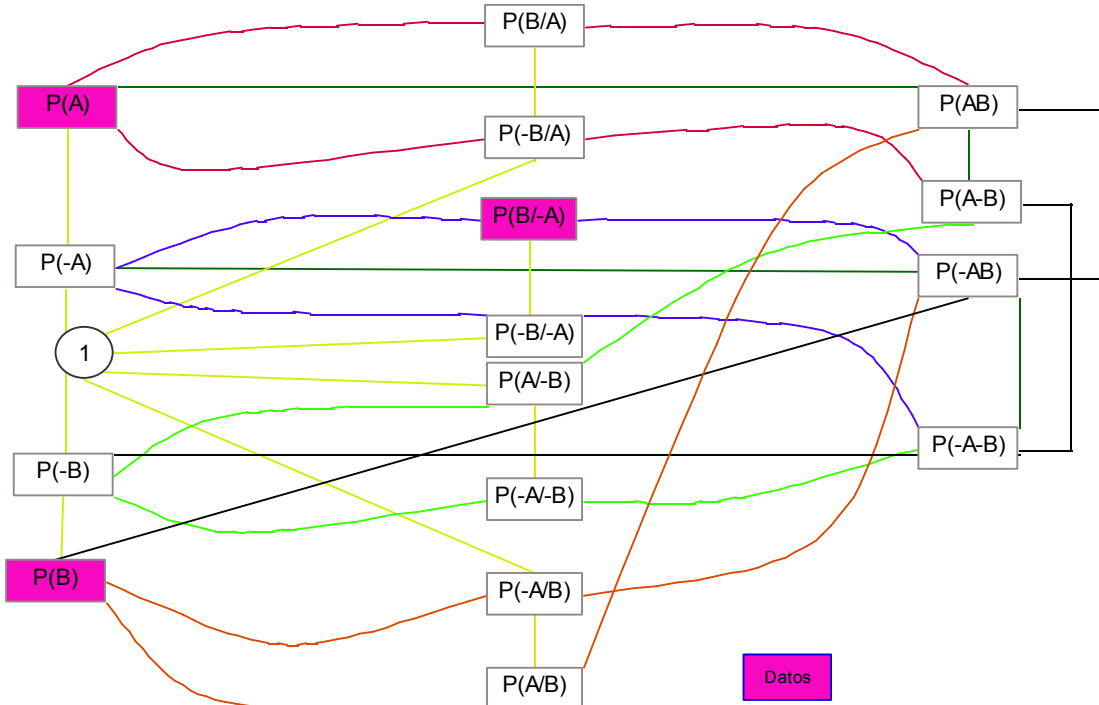 P(B/A)
P(A)
P(AB)
P(-B/A)
P(A-B)
P(B/-A)
P(-A)
P(-AB)
P(-B/-A)
1
P(A/-B)
P(-A-B)
P(-B)
P(-A/-B)
P(B)
P(-A/B)
P(A/B)
Datos